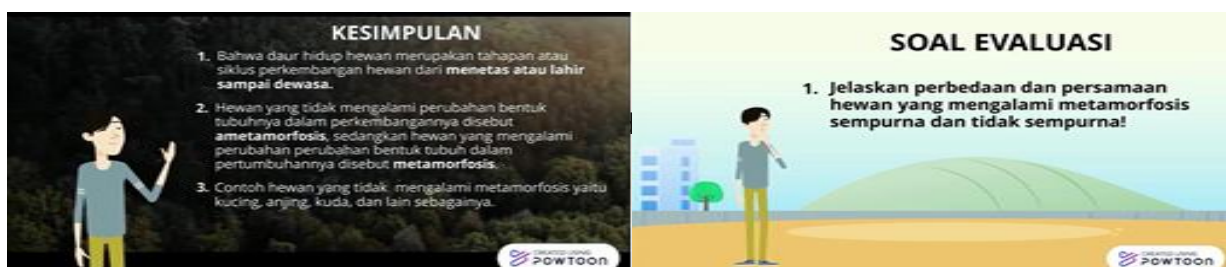 KESIMPULAN
1. Bahwa daur hidup hewan merupakan tahapan atau
siklus perkembangan hewan dari menetas atau lahir
sampai dewasa.
2. Hewan yang tidak mengalami perubahan bentuk
tubuhnya dalam perkembangannya disebut
ametamorfosis, sedangkan hewan yang mengalami
perubahan perubahan bentuk tubuh dalam
pertumbuhannya disebut metamorfosis.
3. Contoh hewan yang tidak mengalami metamorfosis yaitu
kucing, anjing, kuda, dan lain sebagainya.
CREATED USING
POWTOON
SOAL EVALUASI
1. Jelaskan perbedaan dan persamaan
hewan yang mengalami metamorfosis
sempurna dan tidak sempurna!
CREATED USING
POWTOON